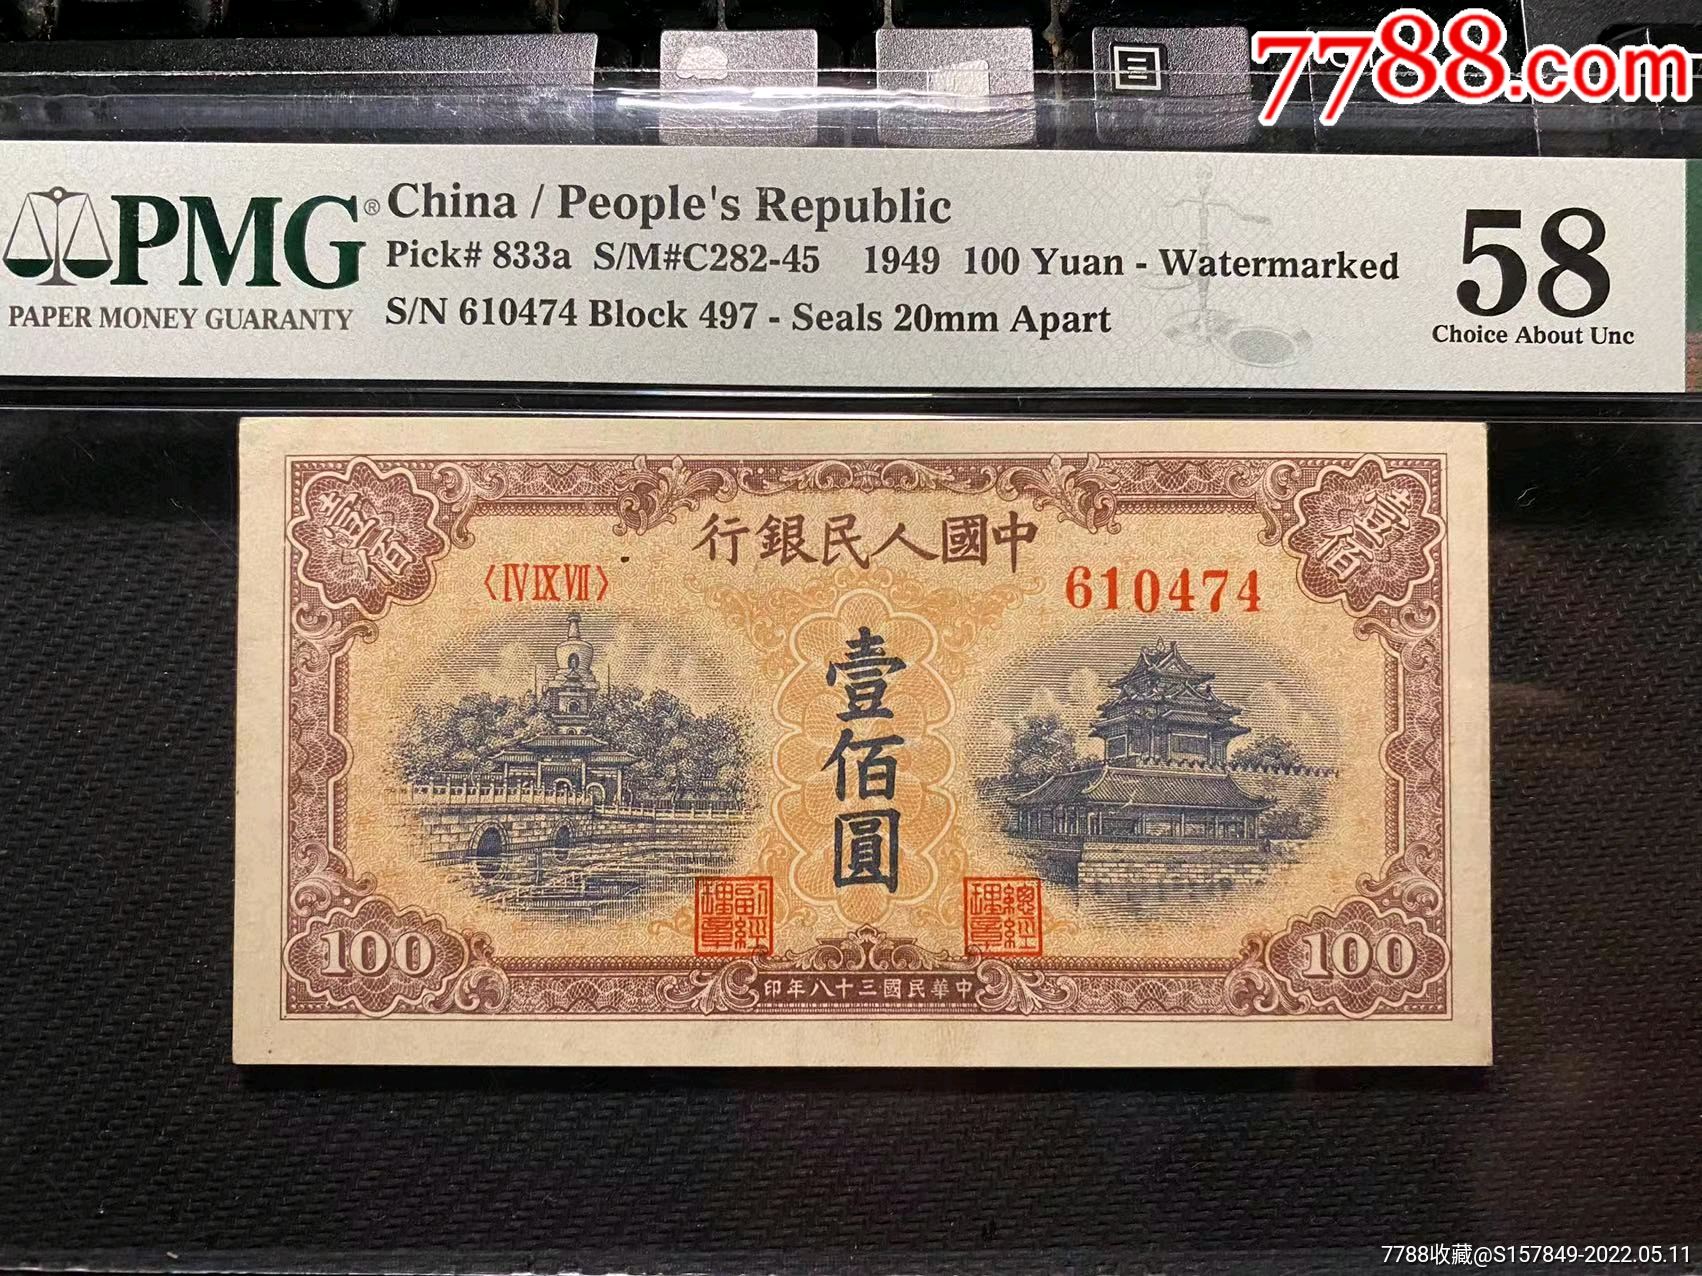 7788.com
PMG®
PAPER MONEY GUARANTY
China / People's Republic
Pick# 833a S/M#C282-45 1949 100 Yuan - Watermarked
S/N 610474 Block 497 - Seals 20mm Apart
58
Choice About Unc
壹佰
壹佰
行銀民人國中
〈ⅣⅨⅦ〉
610474
壹佰圓
副經理章
總經理章
100
100
印年八十三國民華中
7788收藏@S157849-2022.05.11